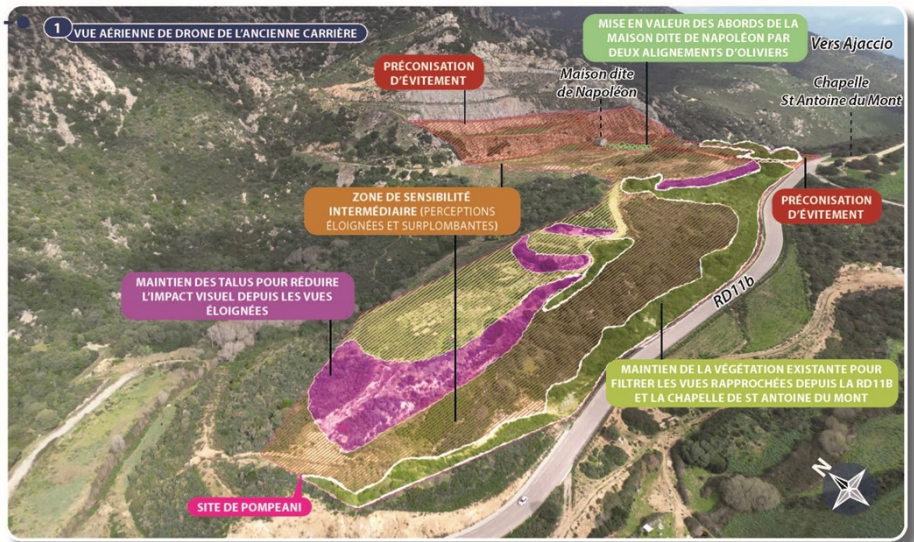 1 VUE AÉRIENNE DE DRONE DE L'ANCIENNE CARRIÈRE
MISE EN VALEUR DES ABORDS DE LA
MAISON DITE DE NAPOLÉON PAR
DEUX ALIGNEMENTS D'OLIVIERS
Vers Ajaccio
PRÉCONISATION
D'ÉVITEMENT
Maison dite
de Napoléon
Chapelle
St Antoine du Mont
ZONE DE SENSIBILITÉ
INTERMÉDIAIRE (PERCEPTIONS
ÉLOIGNÉES ET SURPLOMBANTES)
PRÉCONISATION
D'ÉVITEMENT
MAINTIEN DES TALUS POUR RÉDUIRE
L'IMPACT VISUEL DEPUIS LES VUES
ÉLOIGNÉES
RD11b
MAINTIEN DE LA VÉGÉTATION EXISTANTE POUR
FILTRER LES VUES RAPPROCHÉES DEPUIS LA RD11B
ET LA CHAPELLE DE ST ANTOINE DU MONT
N
SITE DE POMPEANI